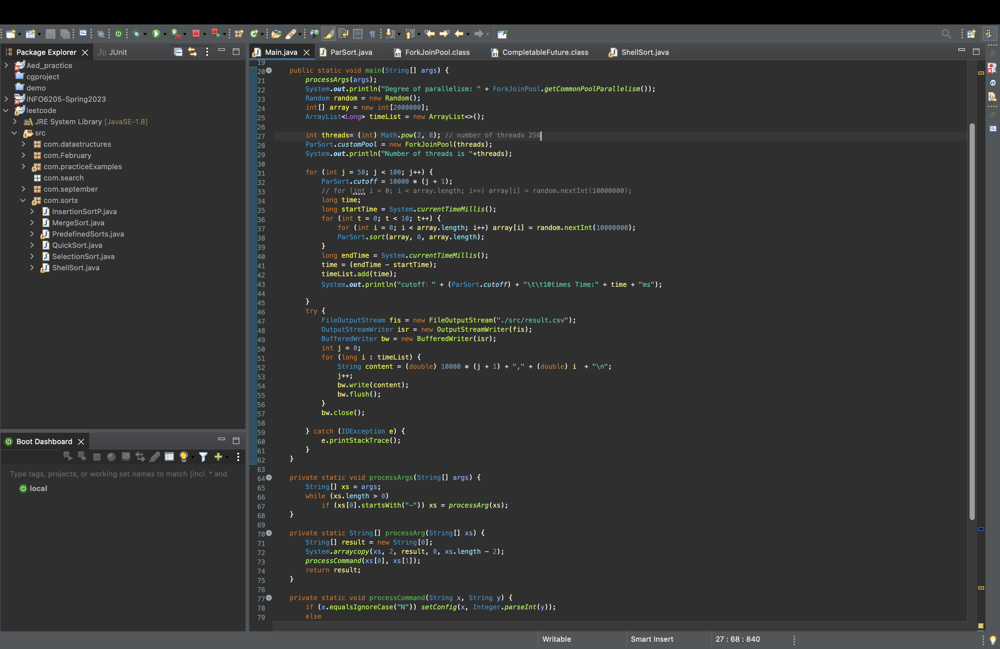 Package Explorer
JUnit
Aed_practice
cgproject
demo
INFO6205-Spring2023
leetcode
JRE System Library [JavaSE-1.8]
src
com.datastructures
com.February
com.practiceExamples
com.search
com.september
com.sorts
InsertionSortP.java
MergeSort.java
PredefinedSorts.java
QuickSort.java
SelectionSort.java
ShellSort.java
Boot Dashboard
Type tags, projects, or working set names to match (incl. * and
local
Main.java
ParSort.java
ForkJoinPool.class
CompletableFuture.class
ShellSort.java
19
20 public static void main(String[] args) {
21 processArgs(args);
22 System.out.println("Degree of parallelism: " + ForkJoinPool.getCommonPoolParallelism());
23 Random random = new Random();
24 int[] array = new int[2000000];
25 ArrayList<Long> timeList = new ArrayList<>();
26
27 int threads= (int) Math.pow(2, 8); // number of threads 256
28 ParSort.customPool = new ForkJoinPool(threads);
29 System.out.println("Number of threads is "+threads);
30
31 for (int j = 50; j < 100; j++) {
32 ParSort.cutoff = 10000 * (j + 1);
33 // for (int i = 0; i < array.length; i++) array[i] = random.nextInt(10000000);
34 long time;
35 long startTime = System.currentTimeMillis();
36 for (int t = 0; t < 10; t++) {
37 for (int i = 0; i < array.length; i++) array[i] = random.nextInt(10000000);
38 ParSort.sort(array, 0, array.length);
39 }
40 long endTime = System.currentTimeMillis();
41 time = (endTime - startTime);
42 timeList.add(time);
43 System.out.println("cutoff：" + (ParSort.cutoff) + "\t\t10times Time:" + time + "ms");
44
45 }
46 try {
47 FileOutputStream fis = new FileOutputStream("./src/result.csv");
48 OutputStreamWriter isr = new OutputStreamWriter(fis);
49 BufferedWriter bw = new BufferedWriter(isr);
50 int j = 0;
51 for (long i : timeList) {
52 String content = (double) 10000 * (j + 1) + "," + (double) i  + "\n";
53 j++;
54 bw.write(content);
55 bw.flush();
56 }
57 bw.close();
58
59 } catch (IOException e) {
60 e.printStackTrace();
61 }
62 }
63
64 private static void processArgs(String[] args) {
65 String[] xs = args;
66 while (xs.length > 0)
67 if (xs[0].startsWith("-")) xs = processArg(xs);
68 }
69
70 private static String[] processArg(String[] xs) {
71 String[] result = new String[0];
72 System.arraycopy(xs, 2, result, 0, xs.length - 2);
73 processCommand(xs[0], xs[1]);
74 return result;
75 }
76
77 private static void processCommand(String x, String y) {
78 if (x.equalsIgnoreCase("N")) setConfig(x, Integer.parseInt(y));
79 else
Writable
Smart Insert
27 : 68 : 840